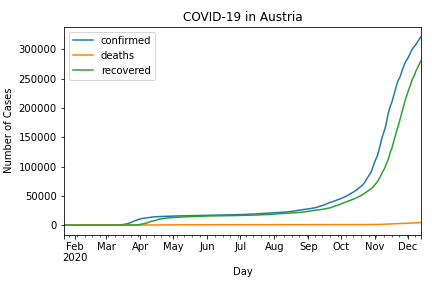 COVID-19 in Austria
confirmed
deaths
recovered
Number of Cases
300000
250000
200000
150000
100000
50000
0
Feb Mar Apr May Jun Jul Aug Sep Oct Nov Dec
2020
Day